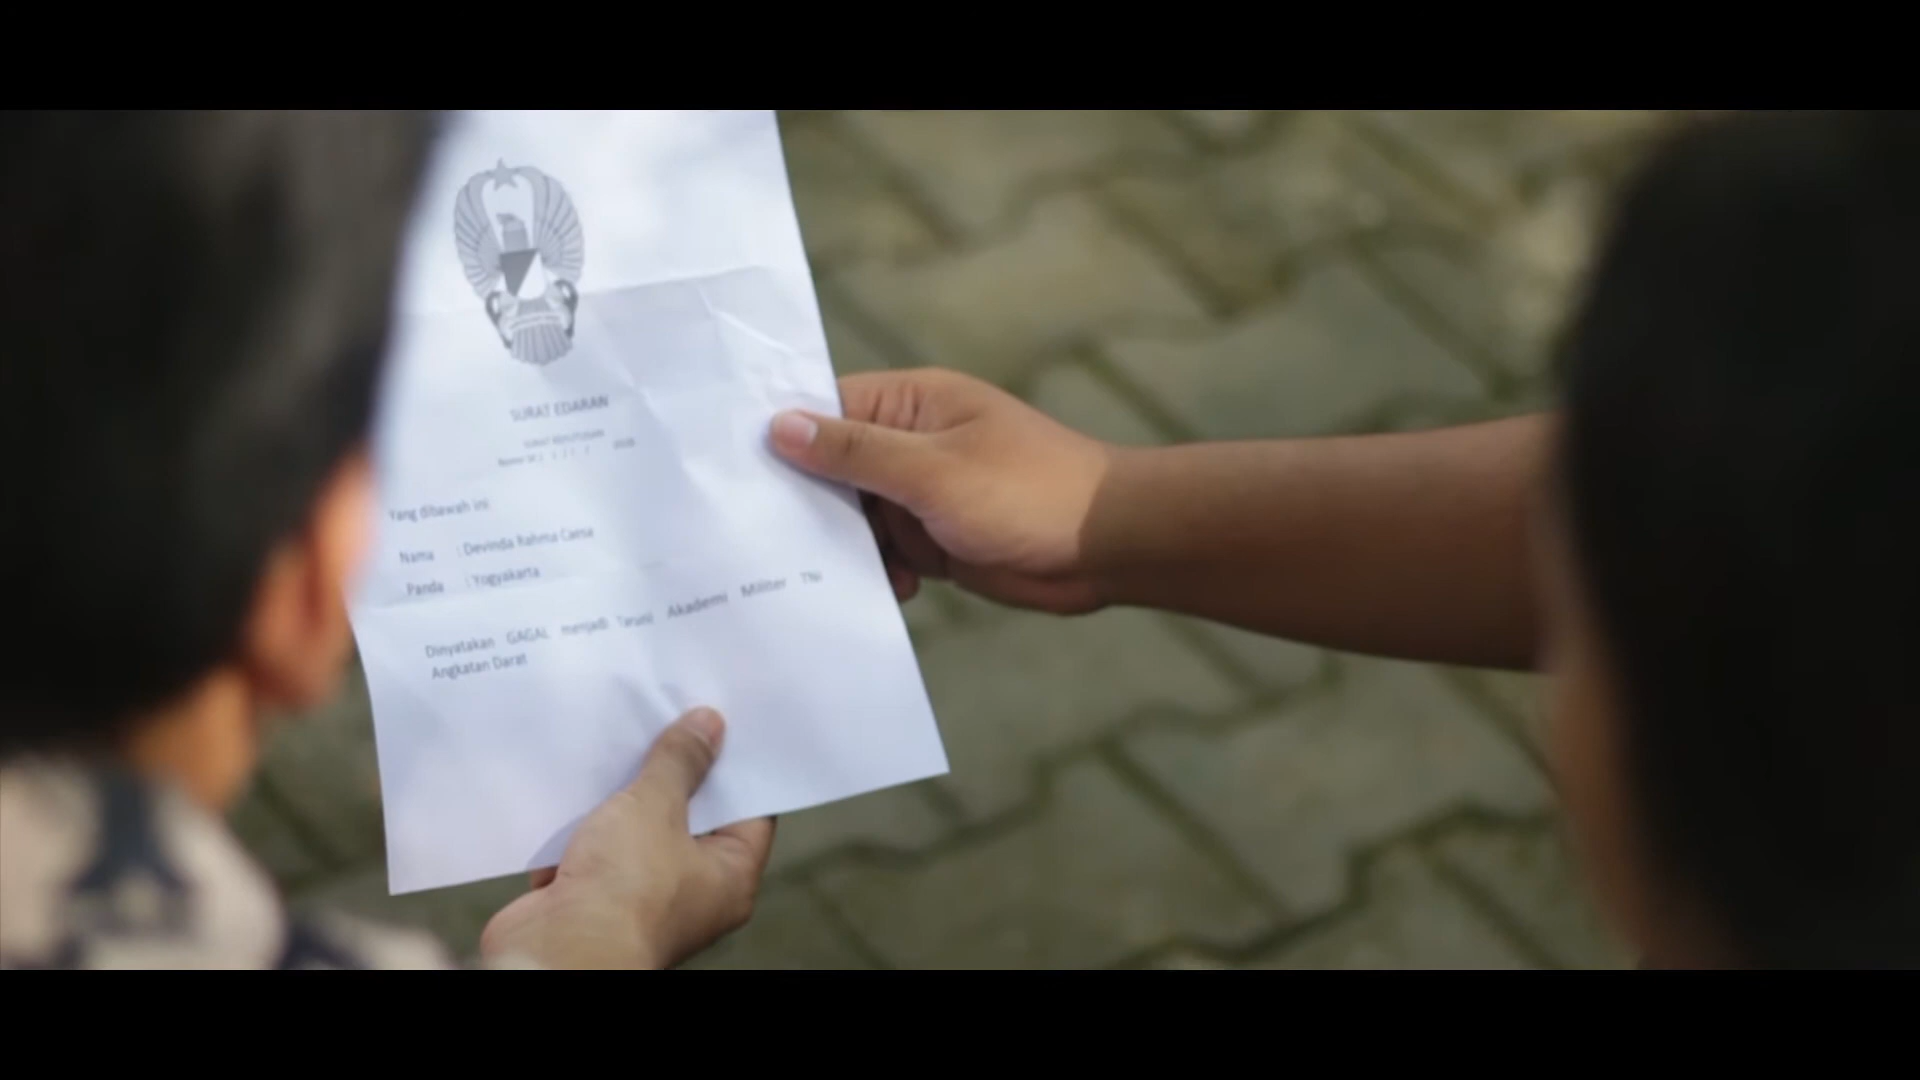 SURAT EDARAN
Yang dibawah ini:
Nama : Devinda Rahma Caesa
Panda : Yogyakarta
Dinyatakan GAGAL menjadi Taruni Akademi Militer TNI
Angkatan Darat